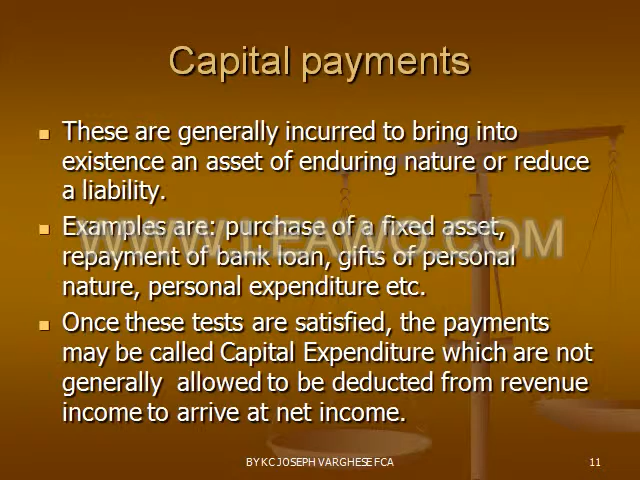 Capital payments
These are generally incurred to bring into
existence an asset of enduring nature or reduce
a liability.
Examples are: purchase of a fixed asset,
WWW.LEAWO.COM
repayment of bank loan, gifts of personal
nature, personal expenditure etc.
Once these tests are satisfied, the payments
may be called Capital Expenditure which are not
generally allowed to be deducted from revenue
income to arrive at net income.
BY KC JOSEPH VARGHESE FCA
11